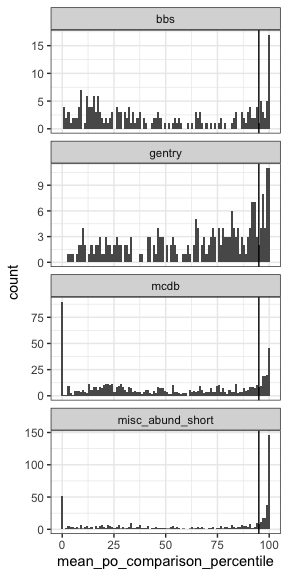 bbs
15
10
5
0
gentry
9
6
3
0
mcdb
75
50
25
0
misc_abund_short
150
100
50
0
count
0 25 50 75 100
mean_po_comparison_percentile